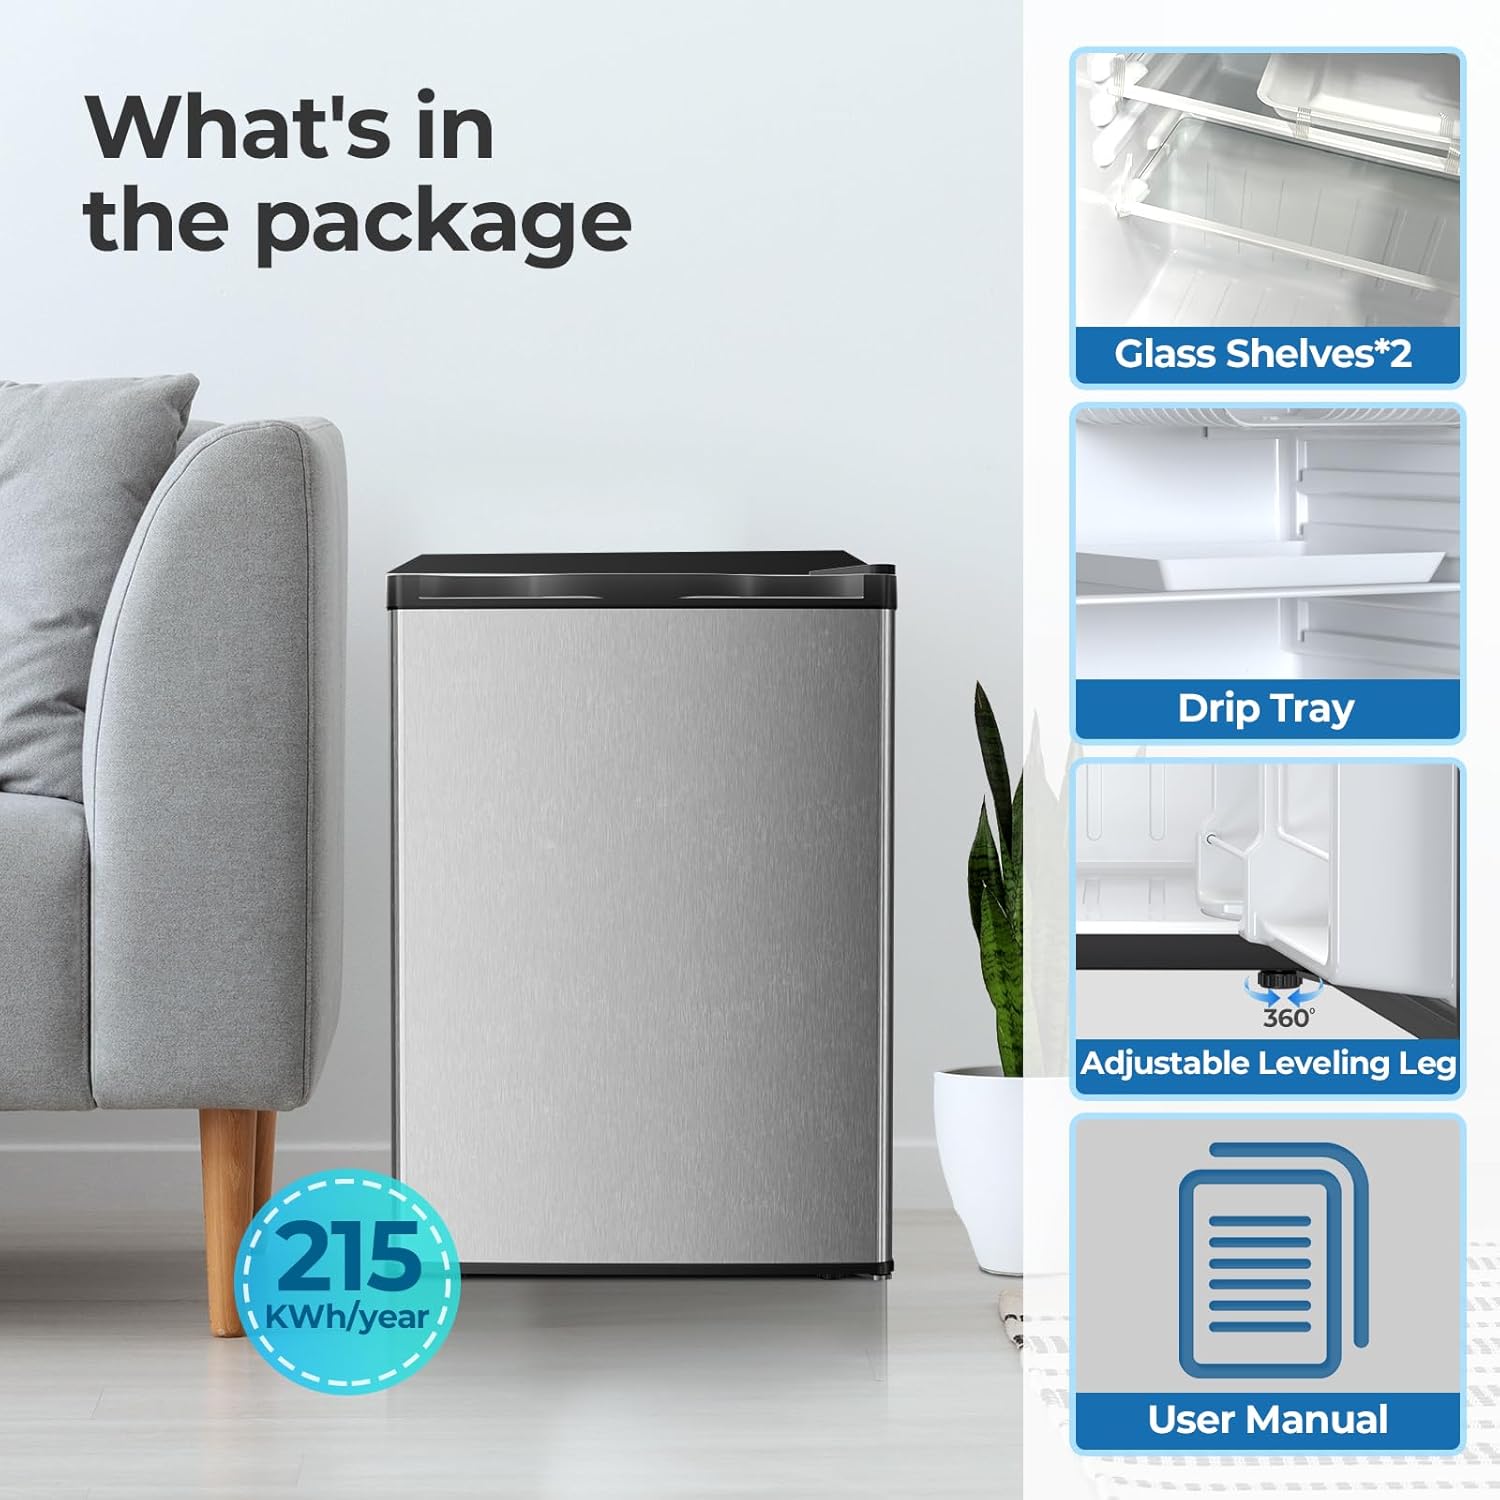 What's in
the package
215
KWh/year
Glass Shelves*2
Drip Tray
360°
Adjustable Leveling Leg
User Manual